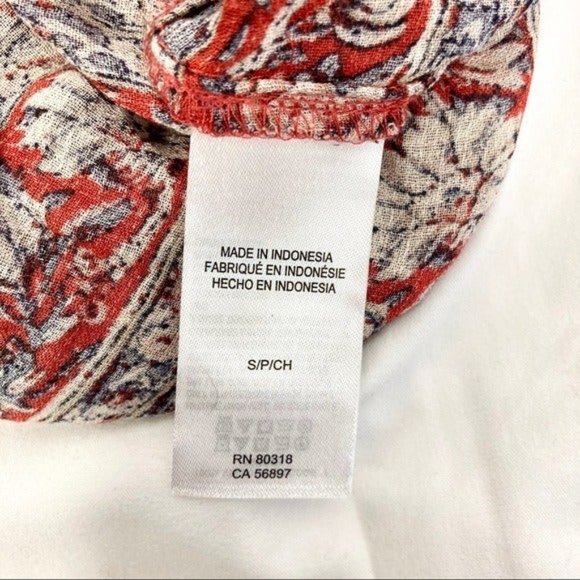 MADE IN INDONESIA
FABRIQUÉ EN INDONÉSIE
HECHO EN INDONESIA
S/P/CH
RN 80318
CA 56897